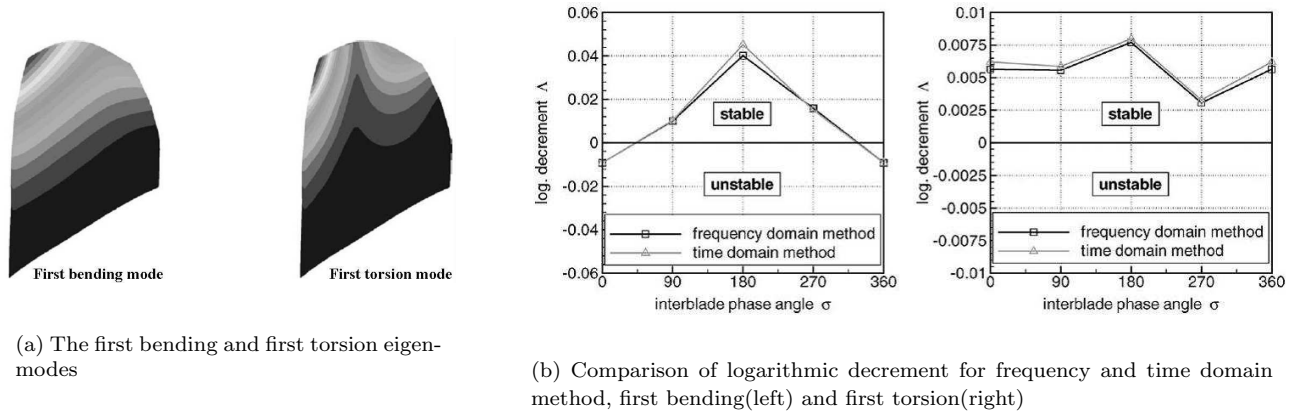 First bending mode
First torsion mode
(a) The first bending and first torsion eigen-
modes
0.06
0.04
0.02
0
-0.02
-0.04
-0.06
log. decrement Λ
stable
unstable
frequency domain method
time domain method
0 90 180 270 360
interblade phase angle σ
0.01
0.0075
0.005
0.0025
0
-0.0025
-0.005
-0.0075
-0.01
log. decrement Λ
stable
unstable
frequency domain method
time domain method
0 90 180 270 360
interblade phase angle σ
(b) Comparison of logarithmic decrement for frequency and time domain
method, first bending(left) and first torsion(right)